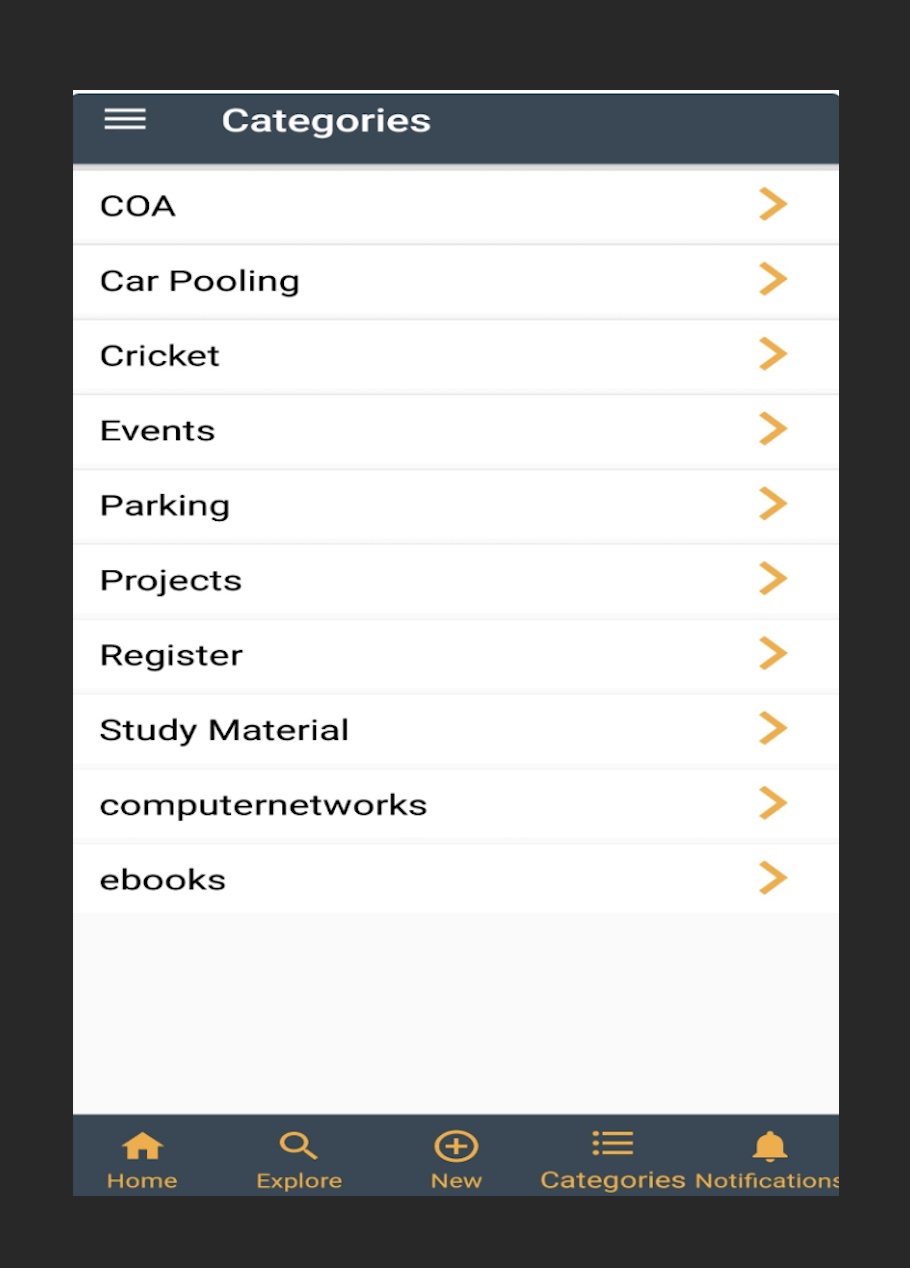 Categories
COA
Car Pooling
Cricket
Events
Parking
Projects
Register
Study Material
computernetworks
ebooks
Home Explore New Categories Notifications